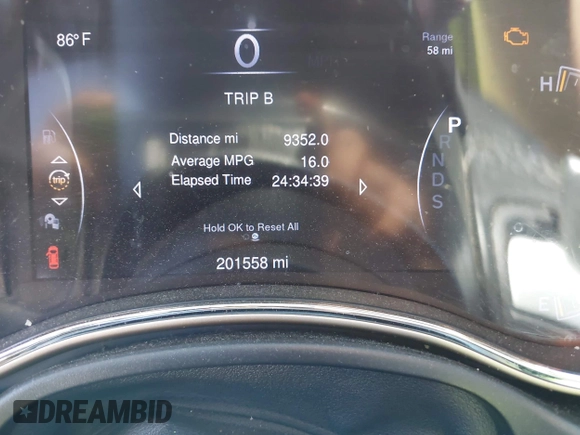 86° F
0
Range
58 mi
H
TRIP B
P
R
N
D
S
Distance mi 9352.0
Average MPG 16.0
Elapsed Time 24:34:39
trip
Hold OK to Reset All
201558 mi
E
DREAMBID